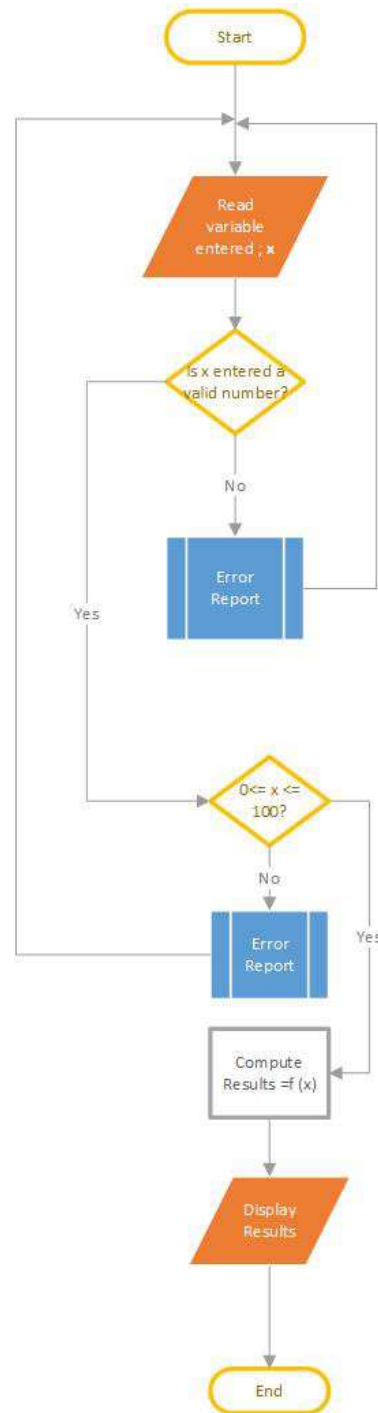 Start
Read
variable
entered ; x
Is x entered a
valid number?
No
Error
Report
Yes
0<= x <=
100?
No
Error
Report
Yes
Compute
Results =f (x)
Display
Results
End